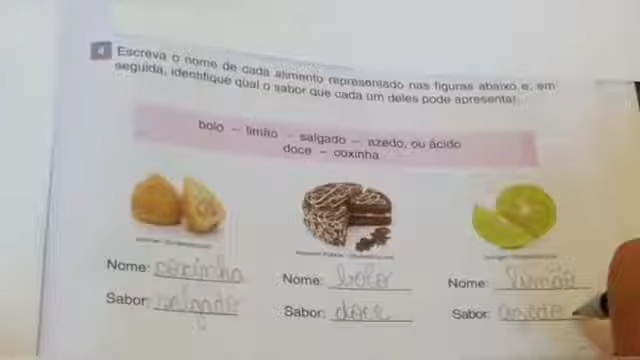 4 Escreva o nome de cada alimento representado nas figuras abaixo e, em
seguida, identifique qual o sabor que cada um deles pode apresentar.
bolo – limão – salgado – azedo, ou ácido
doce – coxinha
Nome: coxinha Nome: bolo Nome: limão
Sabor: salgado Sabor: doce Sabor: azedo